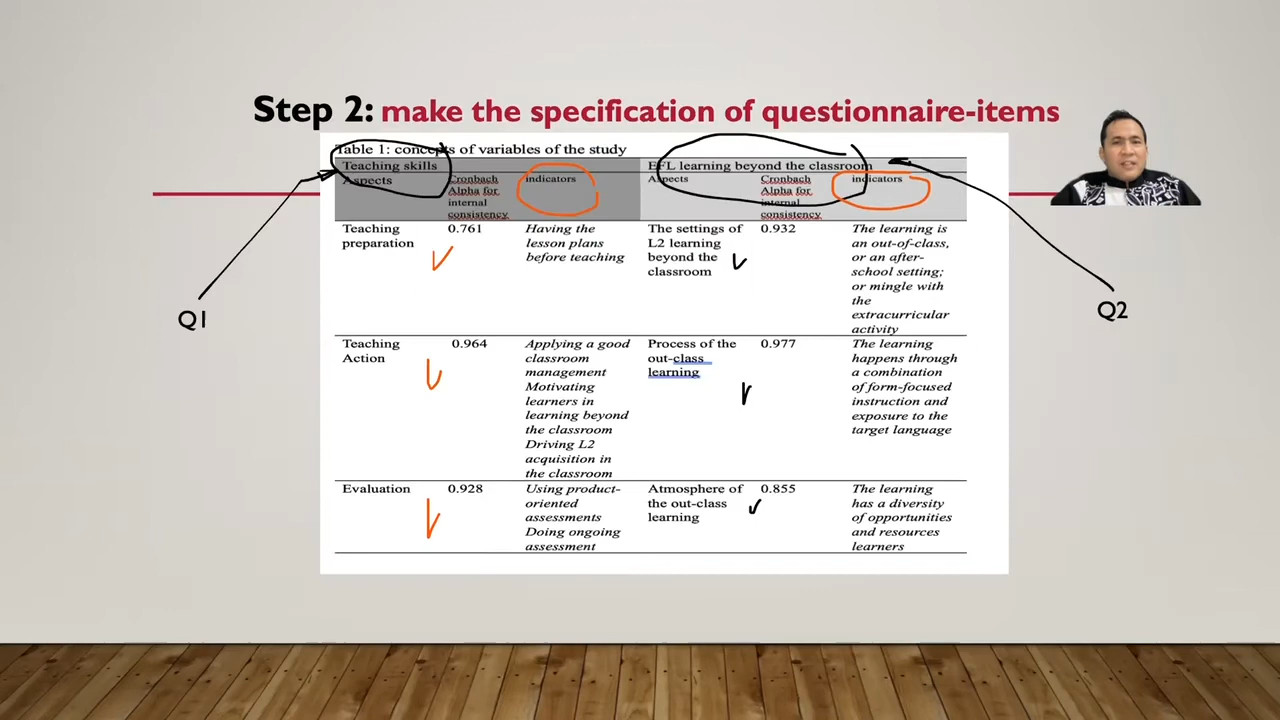 Step 2: make the specification of questionnaire-items
Table 1: concepts of variables of the study
Teaching skills
EFL learning beyond the classroom
Aspects
Cronbach
Alpha for
internal
consistency
indicators
Aspects
Cronbach
Alpha for
internal
consistency
indicators
Teaching
preparation
0.761
Having the
lesson plans
before teaching
The settings of
L2 learning
beyond the
classroom
0.932
The learning is
an out-of-class,
or an after-
school setting;
or mingle with
the
extracurricular
activity
Teaching
Action
0.964
Applying a good
classroom
management
Motivating
learners in
learning beyond
the classroom
Driving L2
acquisition in
the classroom
Process of the
out-class
learning
0.977
The learning
happens through
a combination
of form-focused
instruction and
exposure to the
target language
Evaluation
0.928
Using product-
oriented
assessments
Doing ongoing
assessment
Atmosphere of
the out-class
learning
0.855
The learning
has a diversity
of opportunities
and resources
learners
Q1
Q2